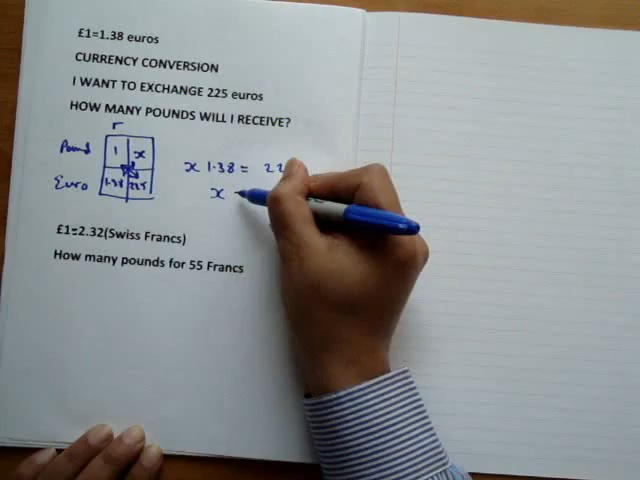 £1=1.38 euros
CURRENCY CONVERSION
I WANT TO EXCHANGE 225 euros
HOW MANY POUNDS WILL I RECEIVE?
r
Pound 1 x
Euro 1.38 225
x 1.38 = 22
x
£1=2.32(Swiss Francs)
How many pounds for 55 Francs